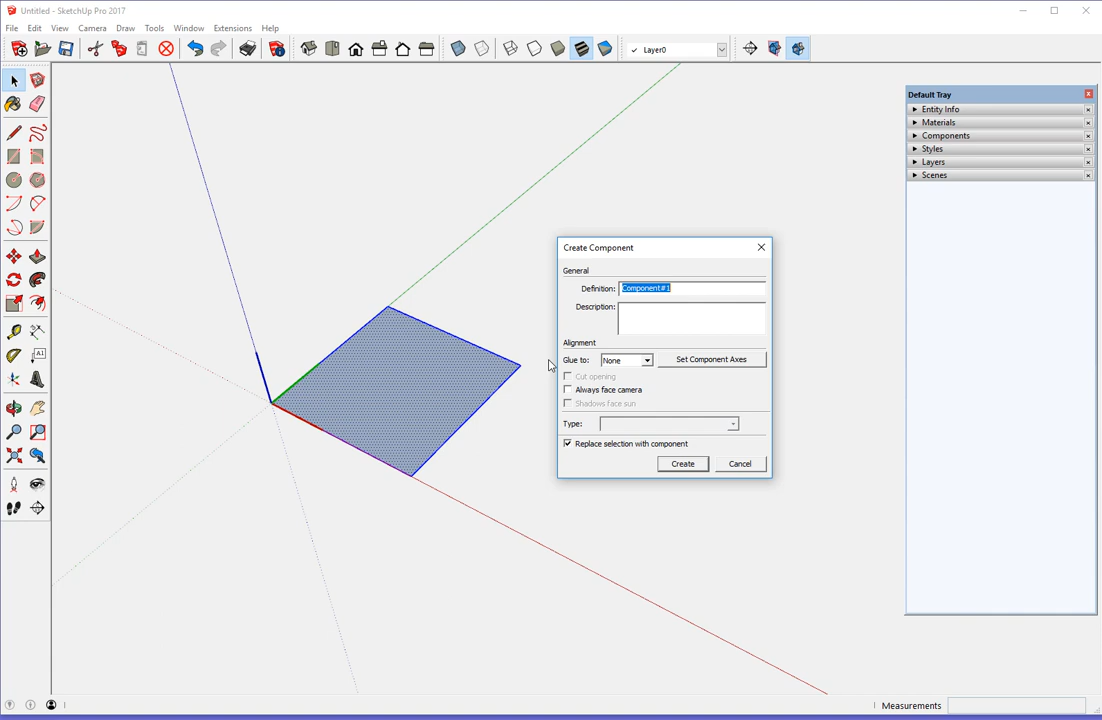 Untitled - SketchUp Pro 2017
File Edit View Camera Draw Tools Window Extensions Help
Layer0
Default Tray
Entity Info
Materials
Components
Styles
Layers
Scenes
A1
Create Component
General
Definition: Component#1
Description:
Alignment
Glue to: None Set Component Axes
Cut opening
Always face camera
Shadows face sun
Type:
Replace selection with component
Create Cancel
Measurements